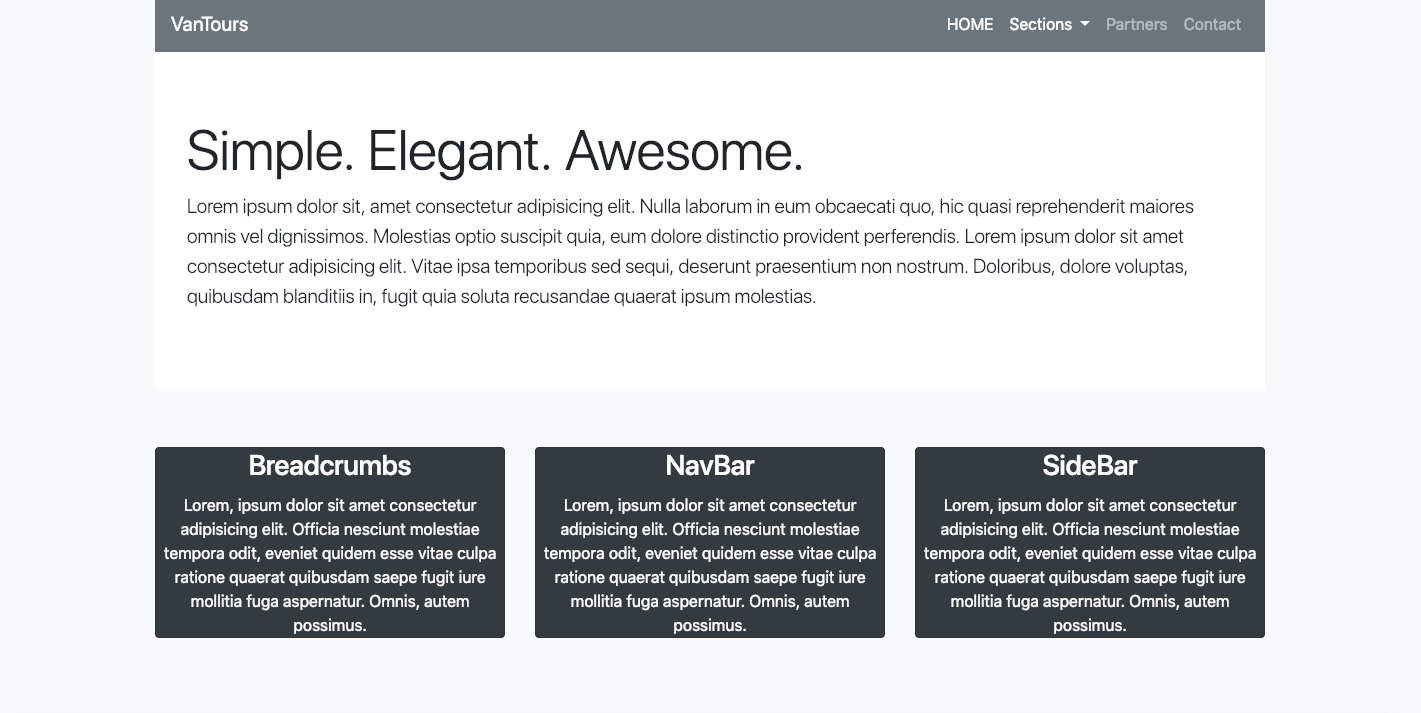 VanTours
HOME Sections Partners Contact
Simple. Elegant. Awesome.
Lorem ipsum dolor sit, amet consectetur adipisicing elit. Nulla laborum in eum obcaecati quo, hic quasi reprehenderit maiores
omnis vel dignissimos. Molestias optio suscipit quia, eum dolore distinctio provident perferendis. Lorem ipsum dolor sit amet
consectetur adipisicing elit. Vitae ipsa temporibus sed sequi, deserunt praesentium non nostrum. Doloribus, dolore voluptas,
quibusdam blanditiis in, fugit quia soluta recusandae quaerat ipsum molestias.
Breadcrumbs
Lorem, ipsum dolor sit amet consectetur
adipisicing elit. Officia nesciunt molestiae
tempora odit, eveniet quidem esse vitae culpa
ratione quaerat quibusdam saepe fugit iure
mollitia fuga aspernatur. Omnis, autem
possimus.
NavBar
Lorem, ipsum dolor sit amet consectetur
adipisicing elit. Officia nesciunt molestiae
tempora odit, eveniet quidem esse vitae culpa
ratione quaerat quibusdam saepe fugit iure
mollitia fuga aspernatur. Omnis, autem
possimus.
SideBar
Lorem, ipsum dolor sit amet consectetur
adipisicing elit. Officia nesciunt molestiae
tempora odit, eveniet quidem esse vitae culpa
ratione quaerat quibusdam saepe fugit iure
mollitia fuga aspernatur. Omnis, autem
possimus.